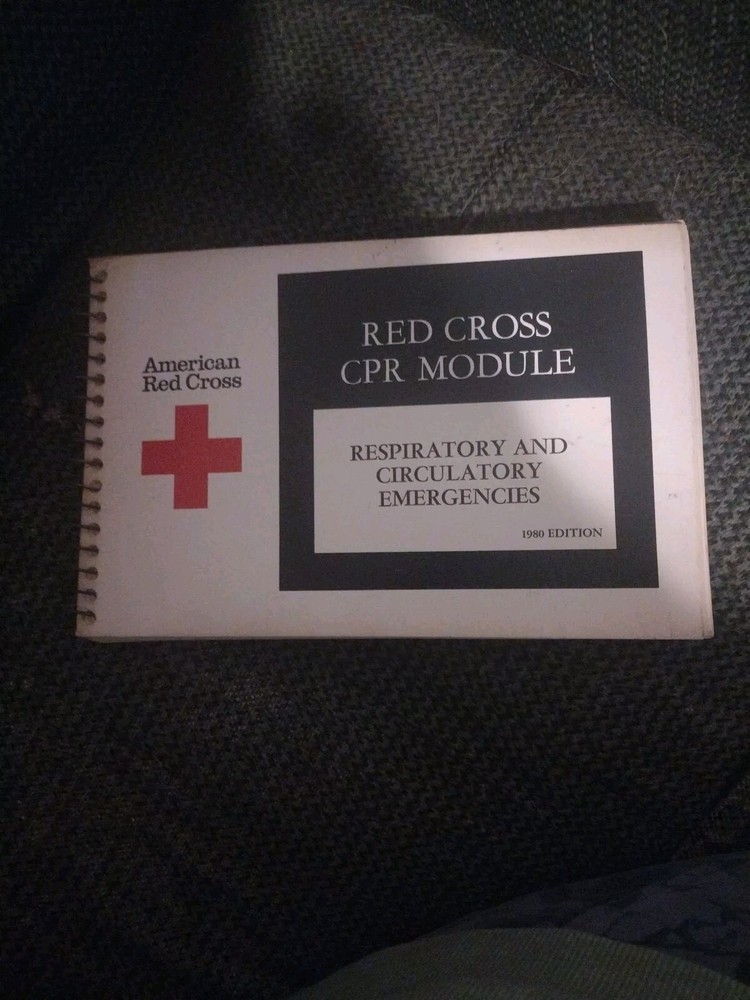 American
Red Cross
RED CROSS
CPR MODULE
RESPIRATORY AND
CIRCULATORY
EMERGENCIES
1980 EDITION